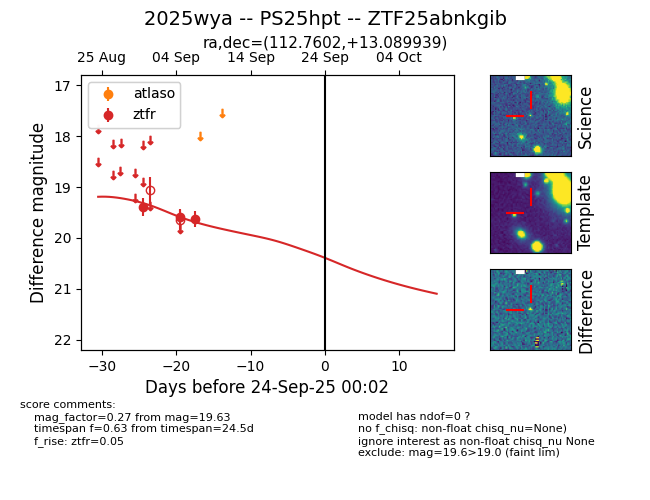 2025wya -- PS25hpt -- ZTF25abnkgib
ra,dec=(112.7602,+13.089939)
25 Aug 04 Sep 14 Sep 24 Sep 04 Oct
atlaso
ztfr
17
18
19
20
21
22
Difference magnitude
−30 −20 −10 0 10
Days before 24-Sep-25 00:02
Science
Template
Difference
score comments:
mag_factor=0.27 from mag=19.63
timespan f=0.63 from timespan=24.5d
f_rise: ztfr=0.05
model has ndof=0 ?
no f_chisq: non-float chisq_nu=None)
ignore interest as non-float chisq_nu None
exclude: mag=19.6>19.0 (faint lim)